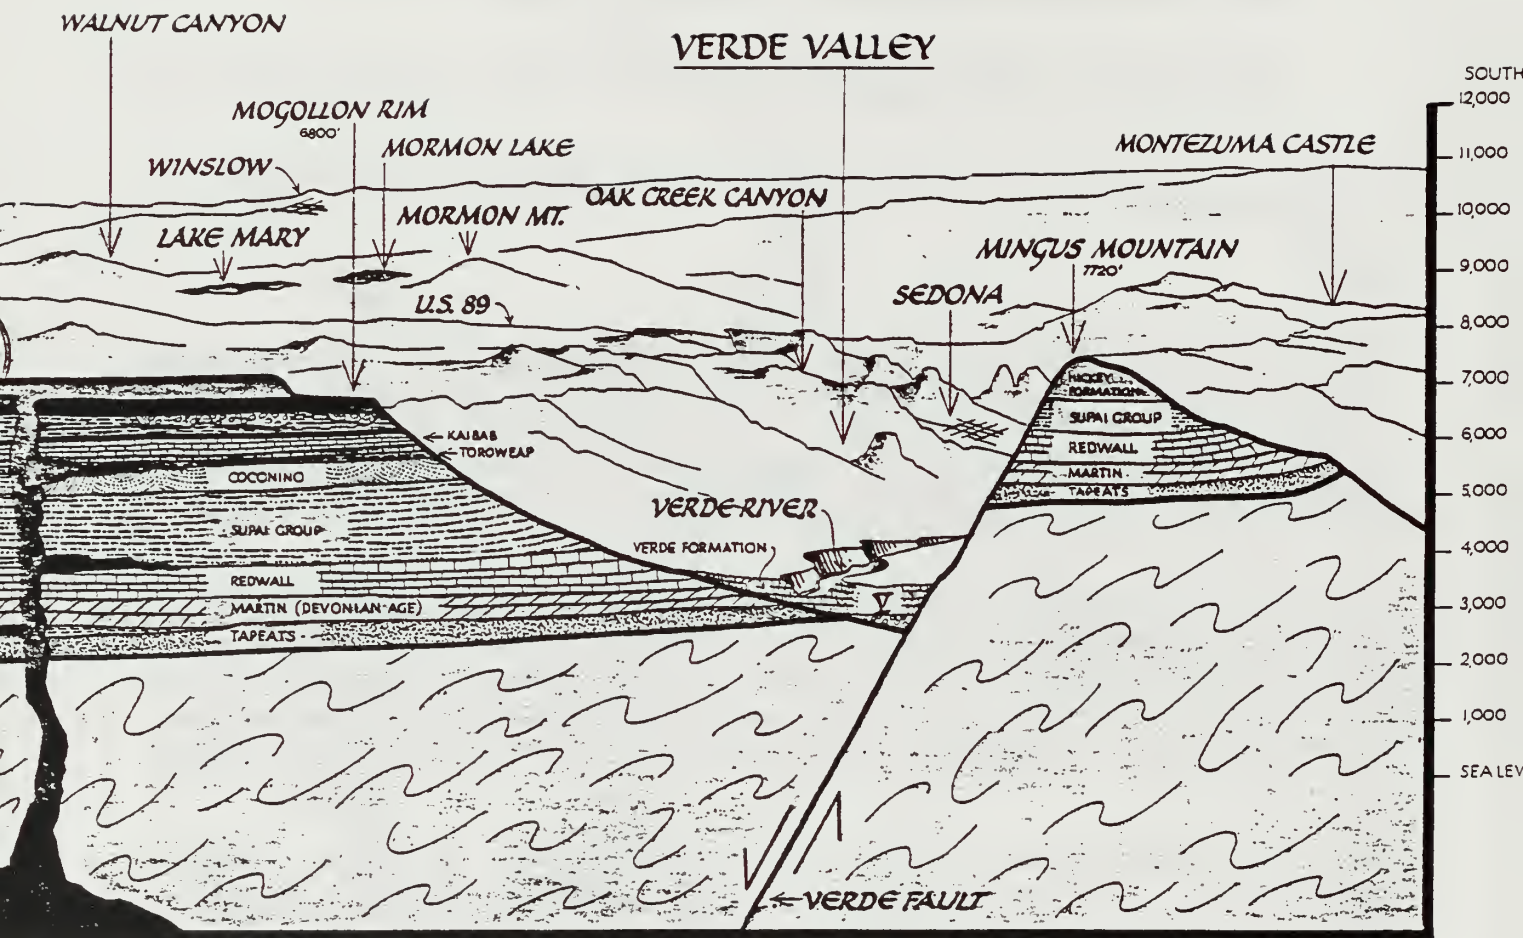 WALNUT CANYON
VERDE VALLEY
SOUTH
12,000
MOGOLLON RIM
6800'
MORMON LAKE
MONTEZUMA CASTLE
11,000
WINSLOW
OAK CREEK CANYON
MORMON MT.
10,000
LAKE MARY
MINGUS MOUNTAIN
7720'
9,000
U.S. 89
SEDONA
8,000
HICKEY
FORMATION
7,000
SUPAI GROUP
KAIBAB
6,000
TOROWEAP
REDWALL
COCONINO
MARTIN
TAPEATS
5,000
VERDE RIVER
SUPAI GROUP
VERDE FORMATION
4,000
REDWALL
MARTIN (DEVONIAN-AGE)
V
3,000
TAPEATS
2,000
1,000
SEA LEV
VERDE FAULT